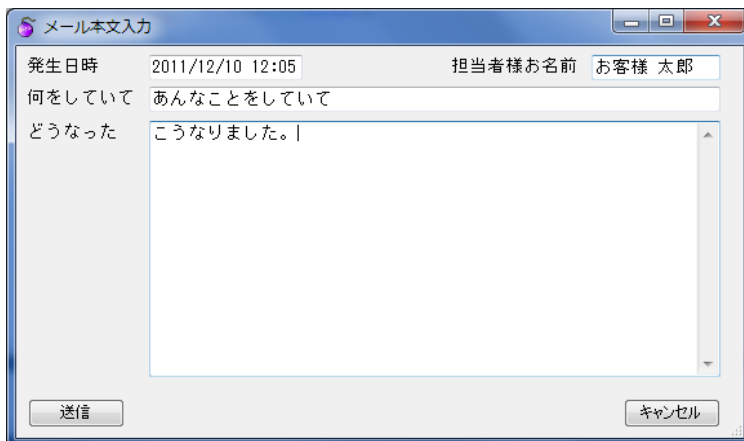 メール本文入力
発生日時 2011/12/10 12:05 担当者様お名前 お客様 太郎
何をしていて あんなことをしていて
どうなった こうなりました。
送信 キャンセル